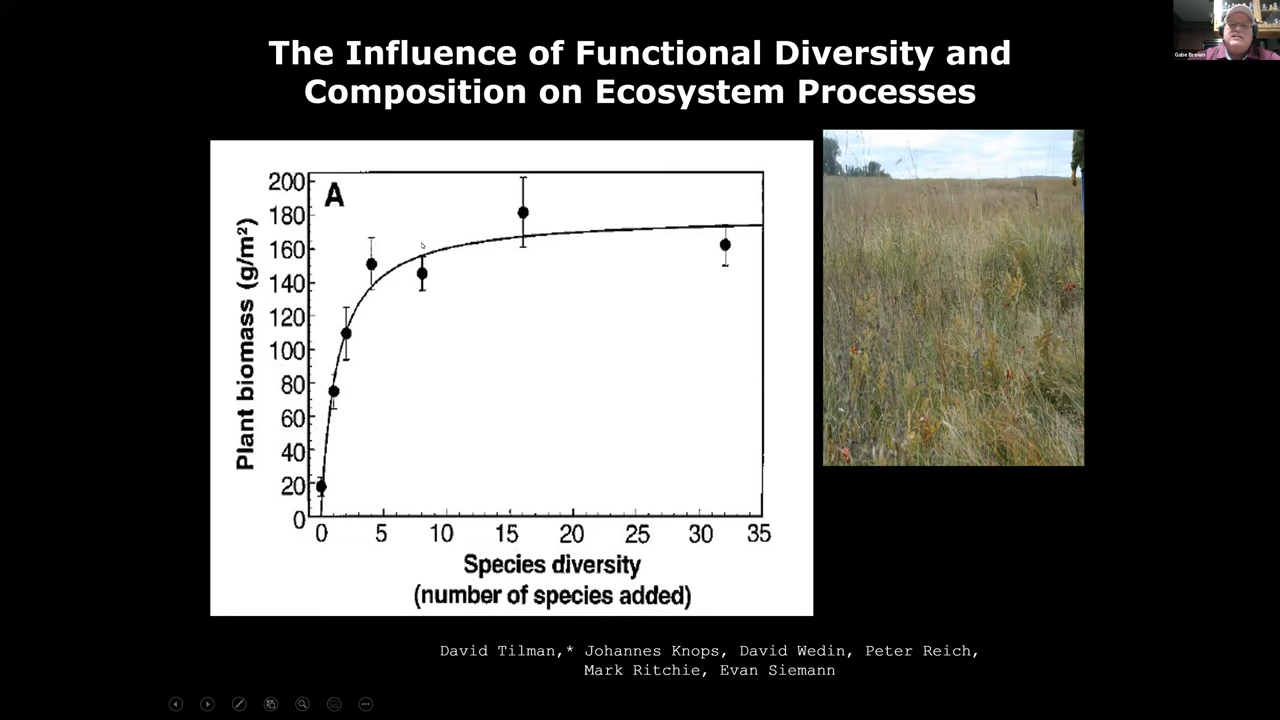 The Influence of Functional Diversity and
Composition on Ecosystem Processes
Gabe Brown
A
200
180
160
140
120
100
80
60
40
20
0
Plant biomass (g/m²)
0 5 10 15 20 25 30 35
Species diversity
(number of species added)
David Tilman,* Johannes Knops, David Wedin, Peter Reich,
Mark Ritchie, Evan Siemann